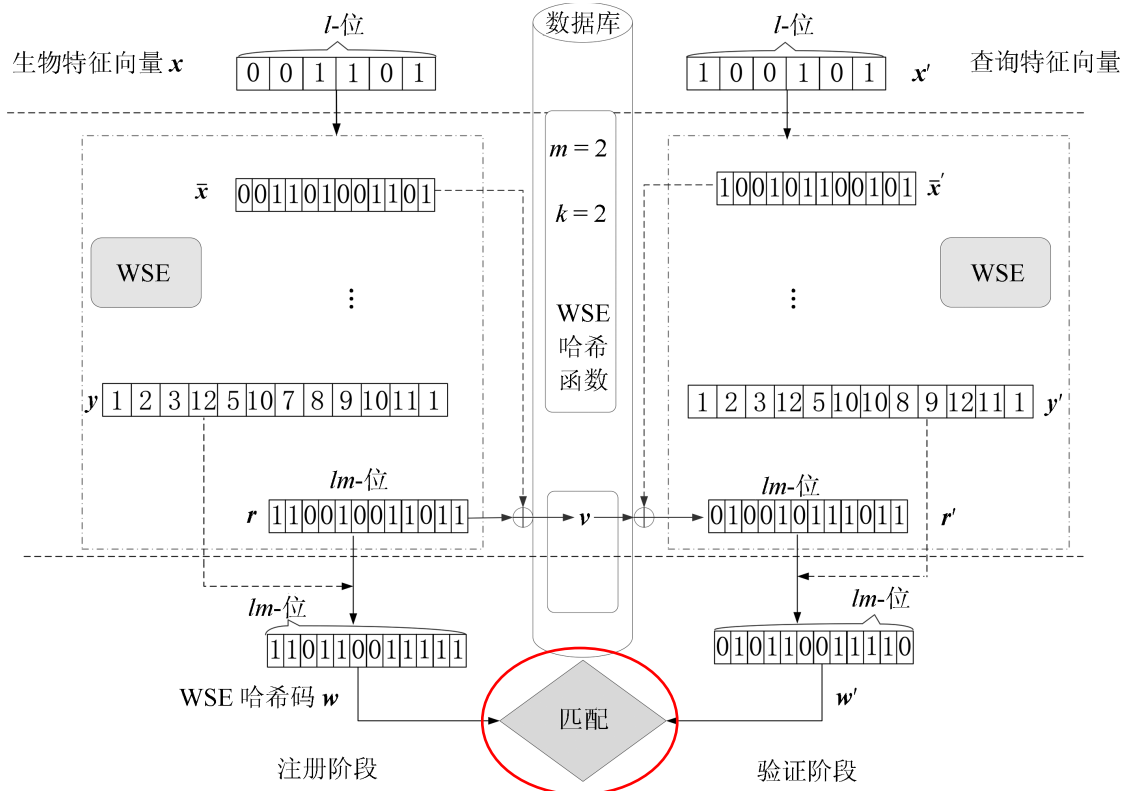 数据库
l-位
l-位
生物特征向量 x
0 0 1 1 0 1
1 0 0 1 0 1
x′
查询特征向量
m = 2
x̄
001101001101
100101100101
x̄′
k = 2
WSE
WSE
⋮
⋮
WSE
哈希
函数
y
1 2 3 12 5 10 7 8 9 10 11 1
1 2 3 12 5 10 10 8 9 12 11 1
y′
lm-位
lm-位
r
110010011011
v
010010111011
r′
lm-位
lm-位
110110011111
010110011110
WSE 哈希码 w
w′
匹配
注册阶段
验证阶段